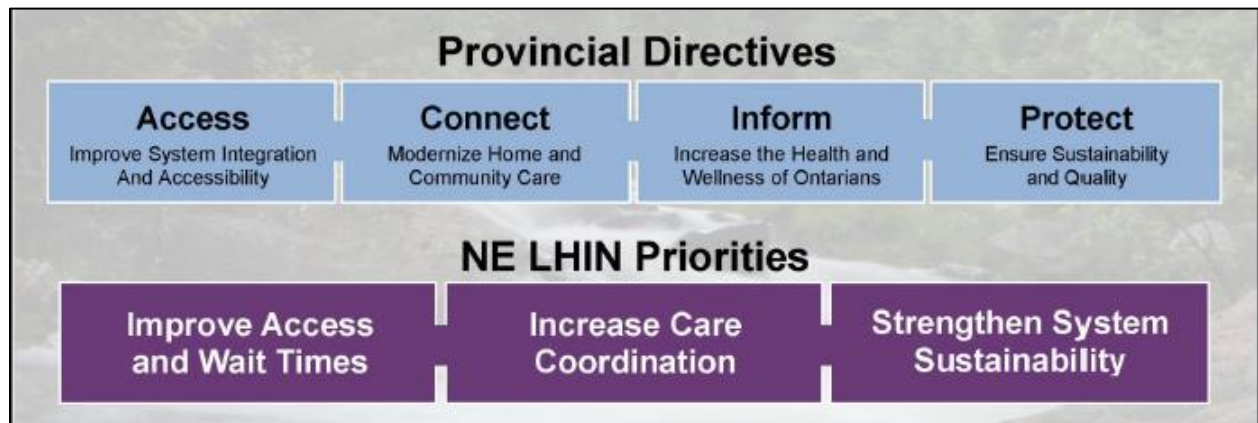 Provincial Directives
Access
Improve System Integration
And Accessibility
Connect
Modernize Home and
Community Care
Inform
Increase the Health and
Wellness of Ontarians
Protect
Ensure Sustainability
and Quality
NE LHIN Priorities
Improve Access
and Wait Times
Increase Care
Coordination
Strengthen System
Sustainability